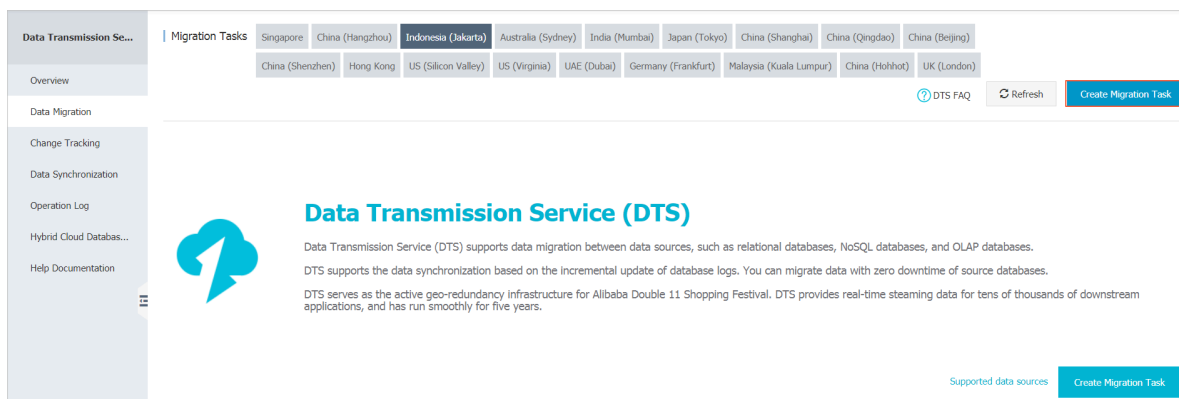 Data Transmission Se...
Overview
Data Migration
Change Tracking
Data Synchronization
Operation Log
Hybrid Cloud Databas...
Help Documentation
Migration Tasks Singapore China (Hangzhou) Indonesia (Jakarta) Australia (Sydney) India (Mumbai) Japan (Tokyo) China (Shanghai) China (Qingdao) China (Beijing)
China (Shenzhen) Hong Kong US (Silicon Valley) US (Virginia) UAE (Dubai) Germany (Frankfurt) Malaysia (Kuala Lumpur) China (Hohhot) UK (London)
? DTS FAQ Refresh Create Migration Task
Data Transmission Service (DTS)
Data Transmission Service (DTS) supports data migration between data sources, such as relational databases, NoSQL databases, and OLAP databases.
DTS supports the data synchronization based on the incremental update of database logs. You can migrate data with zero downtime of source databases.
DTS serves as the active geo-redundancy infrastructure for Alibaba Double 11 Shopping Festival. DTS provides real-time steaming data for tens of thousands of downstream
applications, and has run smoothly for five years.
Supported data sources Create Migration Task